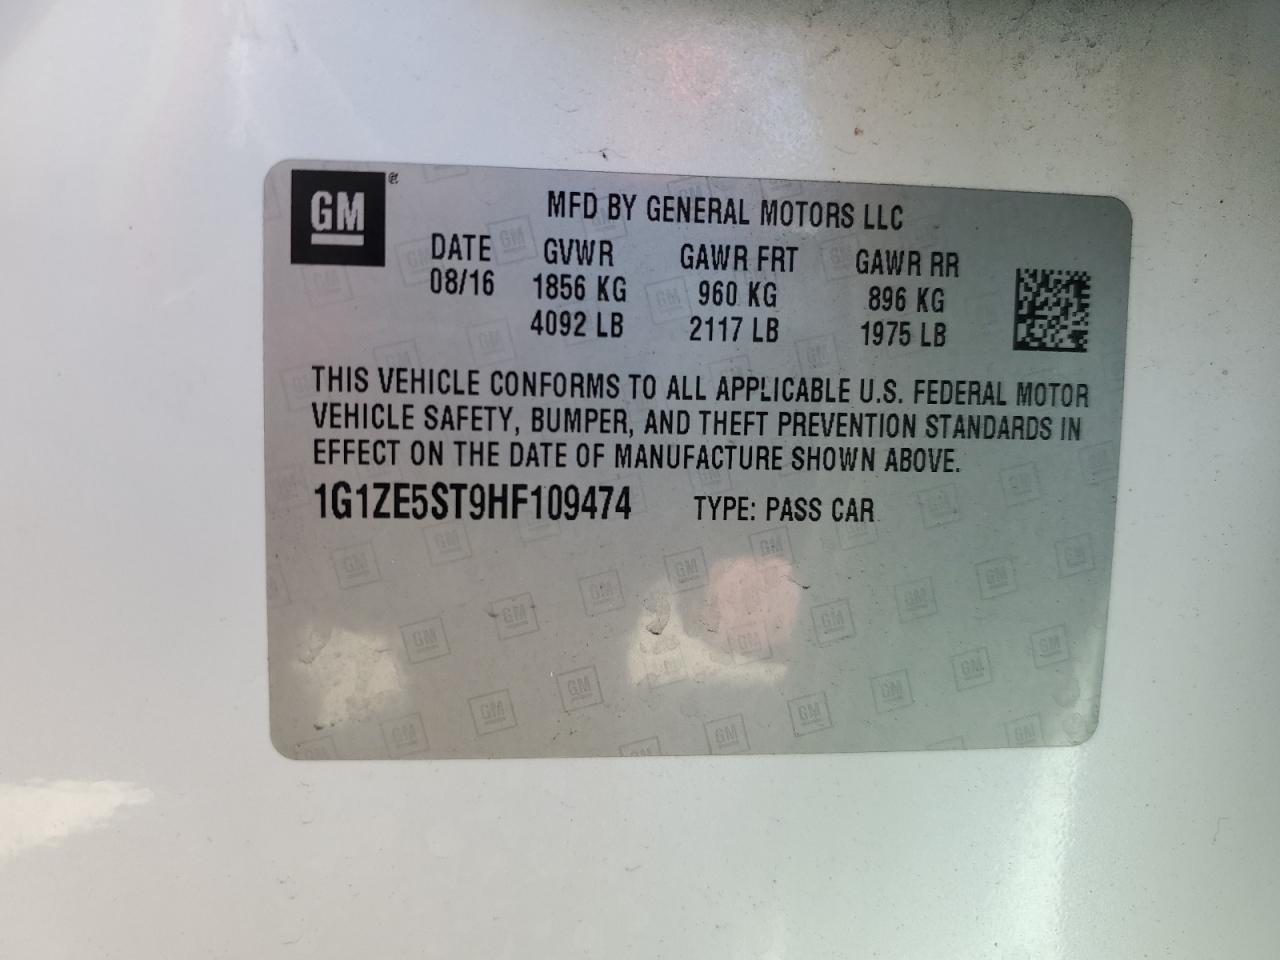 GM®
MFD BY GENERAL MOTORS LLC
DATE GVWR GAWR FRT GAWR RR
08/16 1856 KG 960 KG 896 KG
4092 LB 2117 LB 1975 LB
THIS VEHICLE CONFORMS TO ALL APPLICABLE U.S. FEDERAL MOTOR
VEHICLE SAFETY, BUMPER, AND THEFT PREVENTION STANDARDS IN
EFFECT ON THE DATE OF MANUFACTURE SHOWN ABOVE.
1G1ZE5ST9HF109474 TYPE: PASS CAR